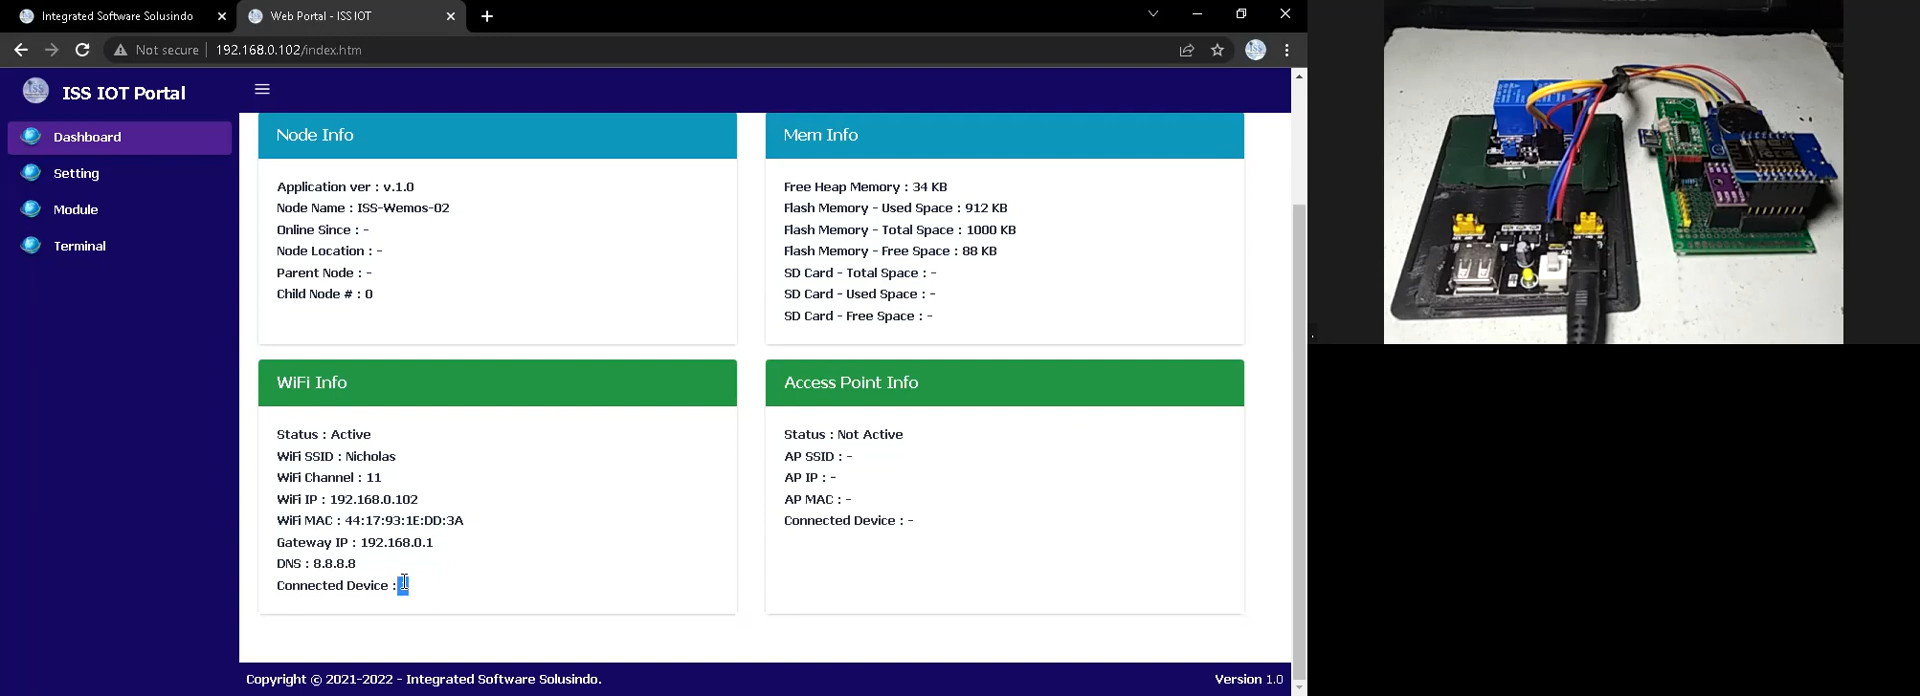 Integrated Software Solusindo
Web Portal - ISS IOT
Not secure
192.168.0.102/index.htm
ISS
ISS IOT Portal
Dashboard
Setting
Module
Terminal
Node Info
Application ver : v.1.0
Node Name : ISS-Wemos-02
Online Since : -
Node Location : -
Parent Node : -
Child Node # : 0
Mem Info
Free Heap Memory : 34 KB
Flash Memory - Used Space : 912 KB
Flash Memory - Total Space : 1000 KB
Flash Memory - Free Space : 88 KB
SD Card - Total Space : -
SD Card - Used Space : -
SD Card - Free Space : -
WiFi Info
Status : Active
WiFi SSID : Nicholas
WiFi Channel : 11
WiFi IP : 192.168.0.102
WiFi MAC : 44:17:93:1E:DD:3A
Gateway IP : 192.168.0.1
DNS : 8.8.8.8
Connected Device :
Access Point Info
Status : Not Active
AP SSID : -
AP IP : -
AP MAC : -
Connected Device : -
Copyright © 2021-2022 - Integrated Software Solusindo.
Version 1.0